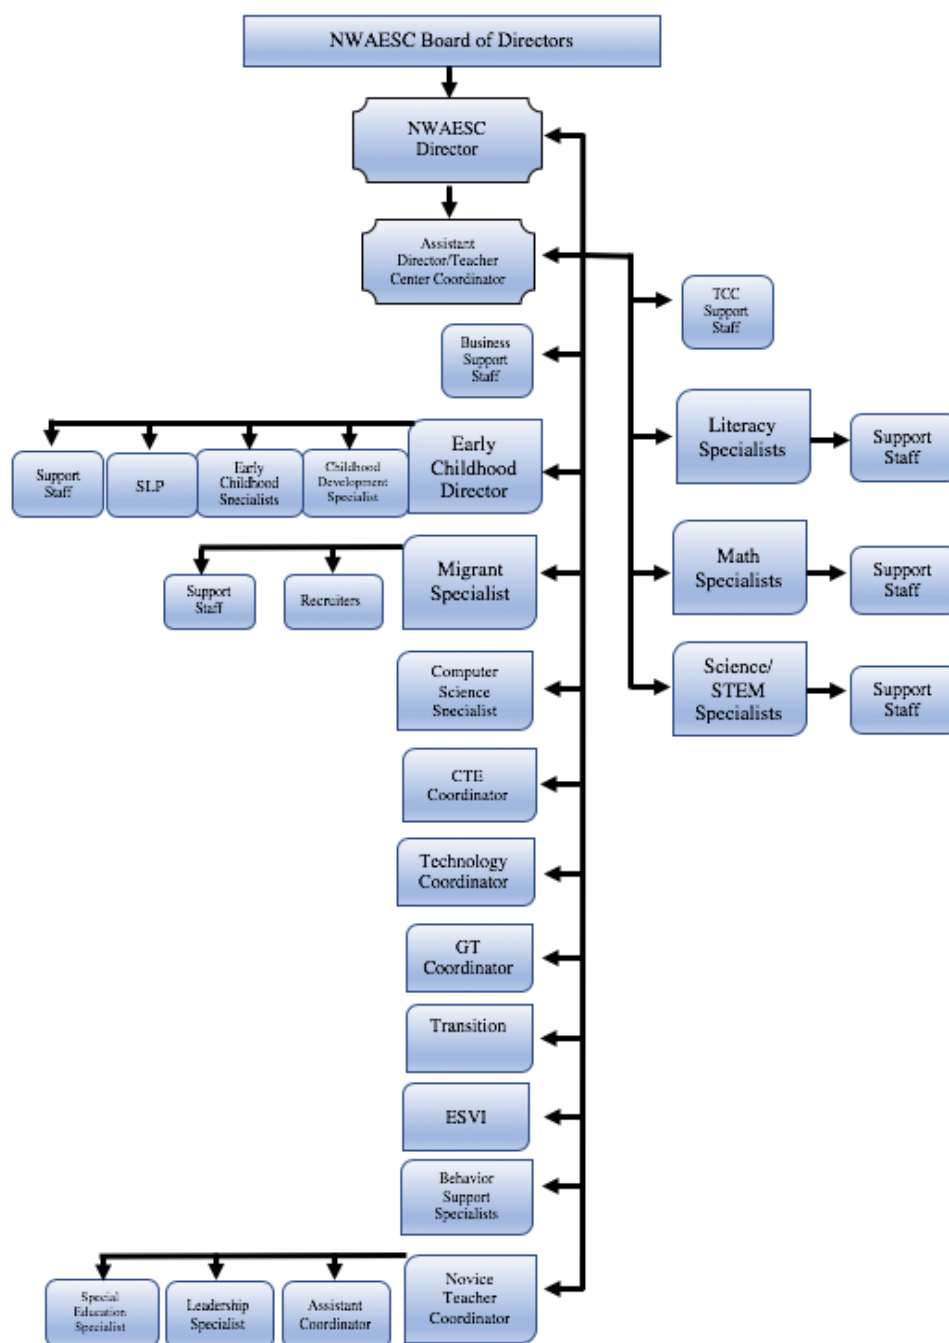 NWAESC Board of Directors
NWAESC
Director
Assistant
Director/Teacher
Center Coordinator
TCC
Support
Staff
Business
Support
Staff
Literacy
Specialists
Support
Staff
Early
Childhood
Director
Support
Staff
SLP
Early
Childhood
Specialists
Childhood
Development
Specialist
Migrant
Specialist
Support
Staff
Recruiters
Math
Specialists
Support
Staff
Computer
Science
Specialist
Science/
STEM
Specialists
Support
Staff
CTE
Coordinator
Technology
Coordinator
GT
Coordinator
Transition
ESVI
Behavior
Support
Specialists
Novice
Teacher
Coordinator
Special
Education
Specialist
Leadership
Specialist
Assistant
Coordinator